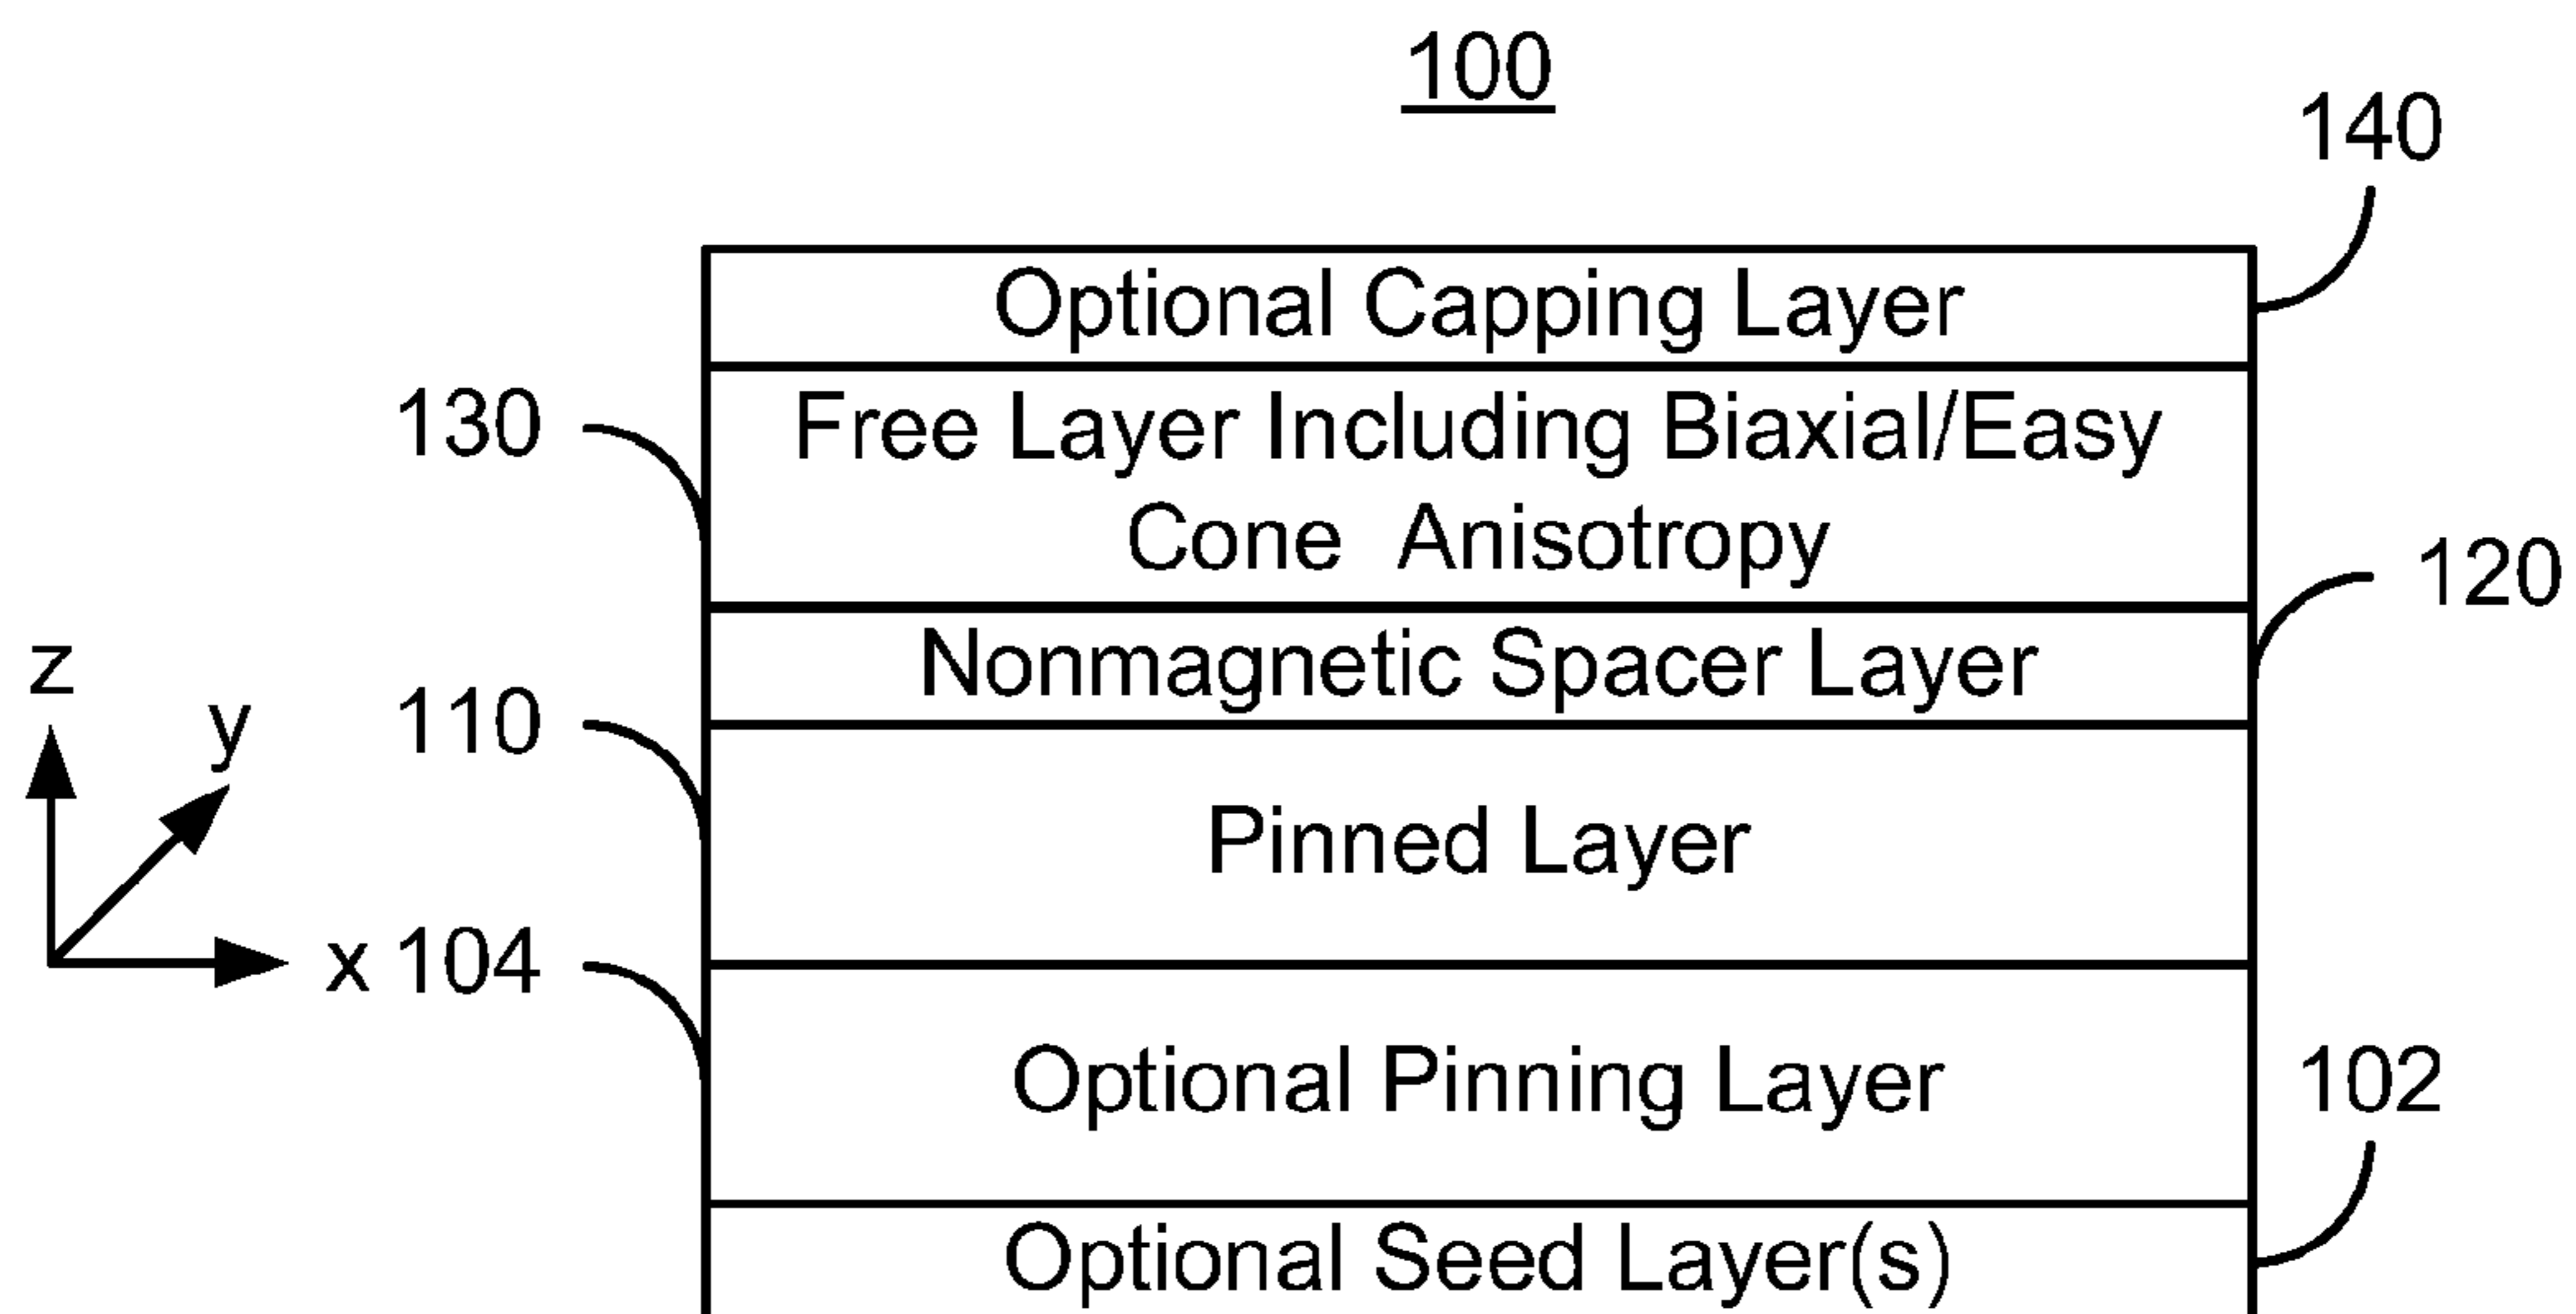 100
140
Optional Capping Layer
130
Free Layer Including Biaxial/Easy
Cone Anisotropy
120
Nonmagnetic Spacer Layer
z
y
110
Pinned Layer
x
104
Optional Pinning Layer
102
Optional Seed Layer(s)